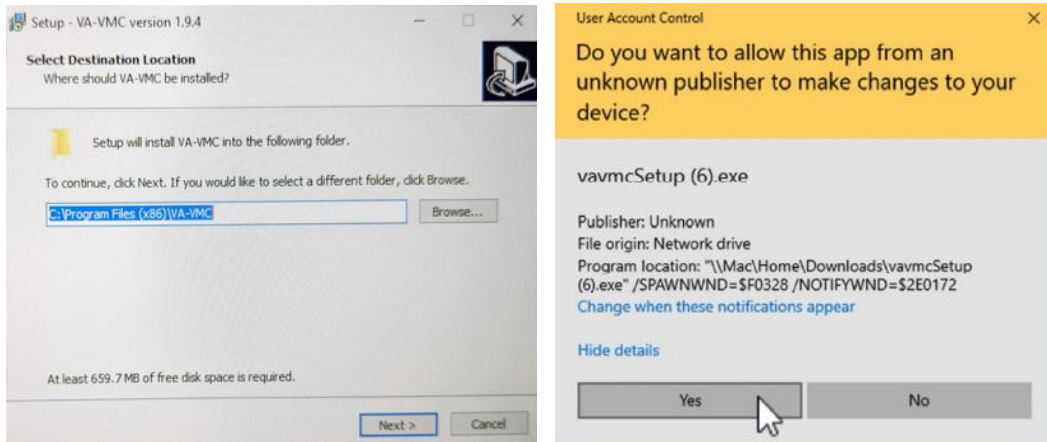 Setup - VA-VMC version 1.9.4
Select Destination Location
Where should VA-VMC be installed?
Setup will install VA-VMC into the following folder.
To continue, click Next. If you would like to select a different folder, click Browse.
C:\Program Files (x86)\VA-VMC
Browse...
At least 659.7 MB of free disk space is required.
Next >
Cancel
User Account Control
Do you want to allow this app from an
unknown publisher to make changes to your
device?
vavmcSetup (6).exe
Publisher: Unknown
File origin: Network drive
Program location: "\\Mac\Home\Downloads\vavmcSetup
(6).exe" /SPAWNWND=$F0328 /NOTIFYWND=$2E0172
Change when these notifications appear
Hide details
Yes
No